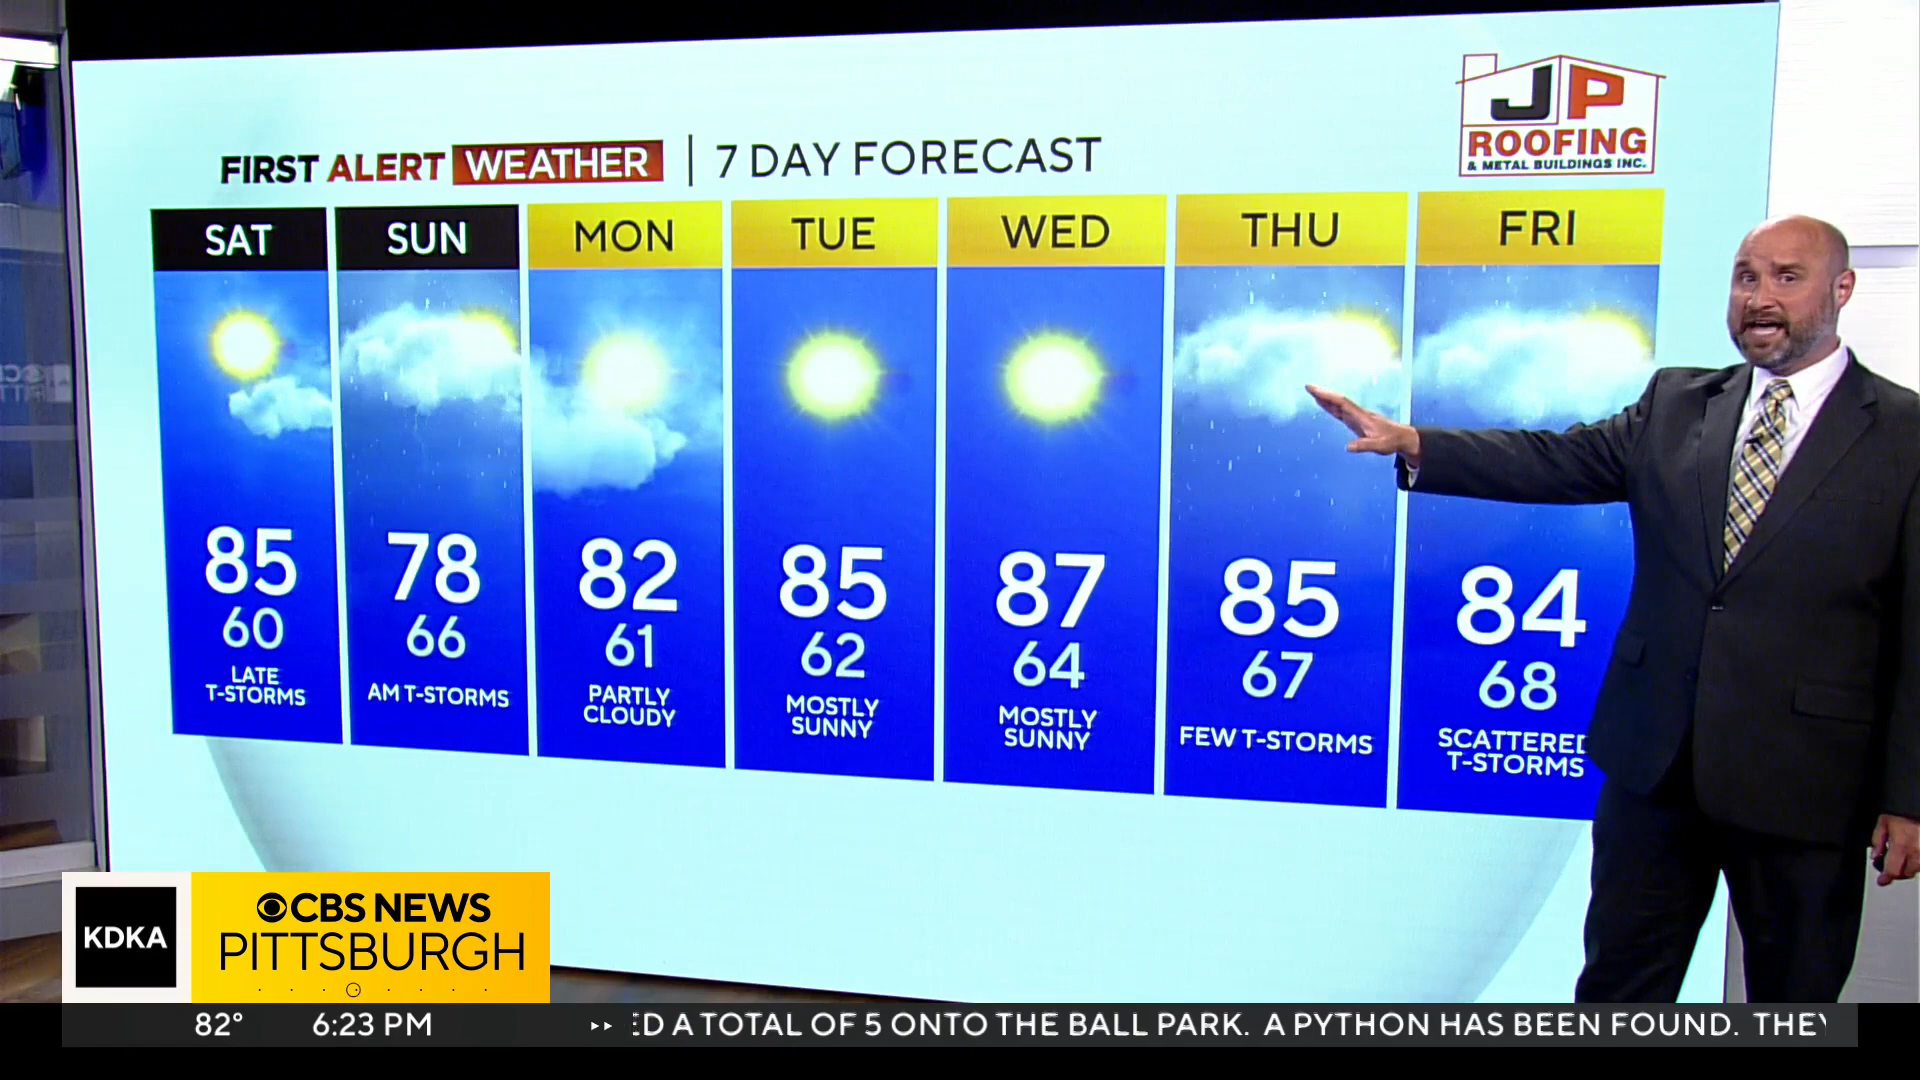 JP
ROOFING
& METAL BUILDINGS INC.
FIRST ALERT WEATHER | 7 DAY FORECAST
SAT
85
60
LATE
T-STORMS
SUN
78
66
AM T-STORMS
MON
82
61
PARTLY
CLOUDY
TUE
85
62
MOSTLY
SUNNY
WED
87
64
MOSTLY
SUNNY
THU
85
67
FEW T-STORMS
FRI
84
68
SCATTERED
T-STORMS
KDKA
CBS NEWS
PITTSBURGH
82° 6:23 PM ED A TOTAL OF 5 ONTO THE BALL PARK. A PYTHON HAS BEEN FOUND. THEY